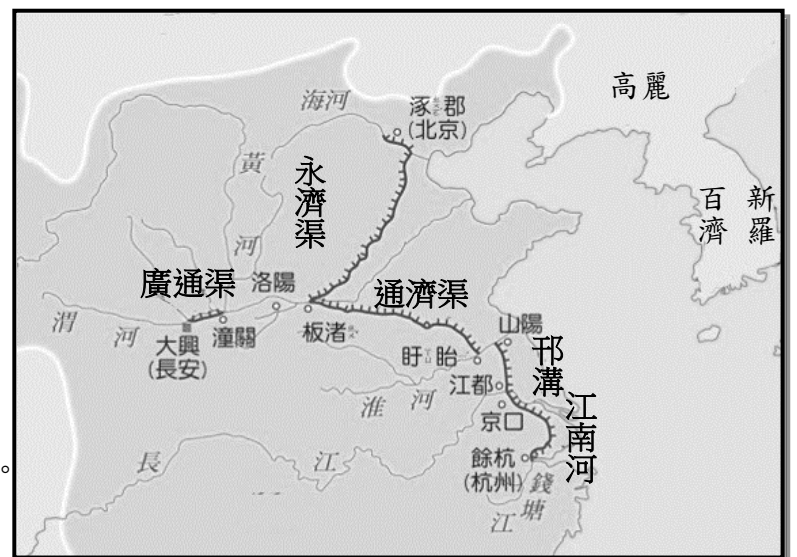 高麗
海河
涿郡
(北京)
黃河
永濟渠
百濟
新羅
廣通渠
洛陽
通濟渠
渭河
大興
(長安)
潼關
板渚
山陽
盱眙
邗溝
江都
淮河
京口
江南河
長江
餘杭
(杭州)
錢塘江
。